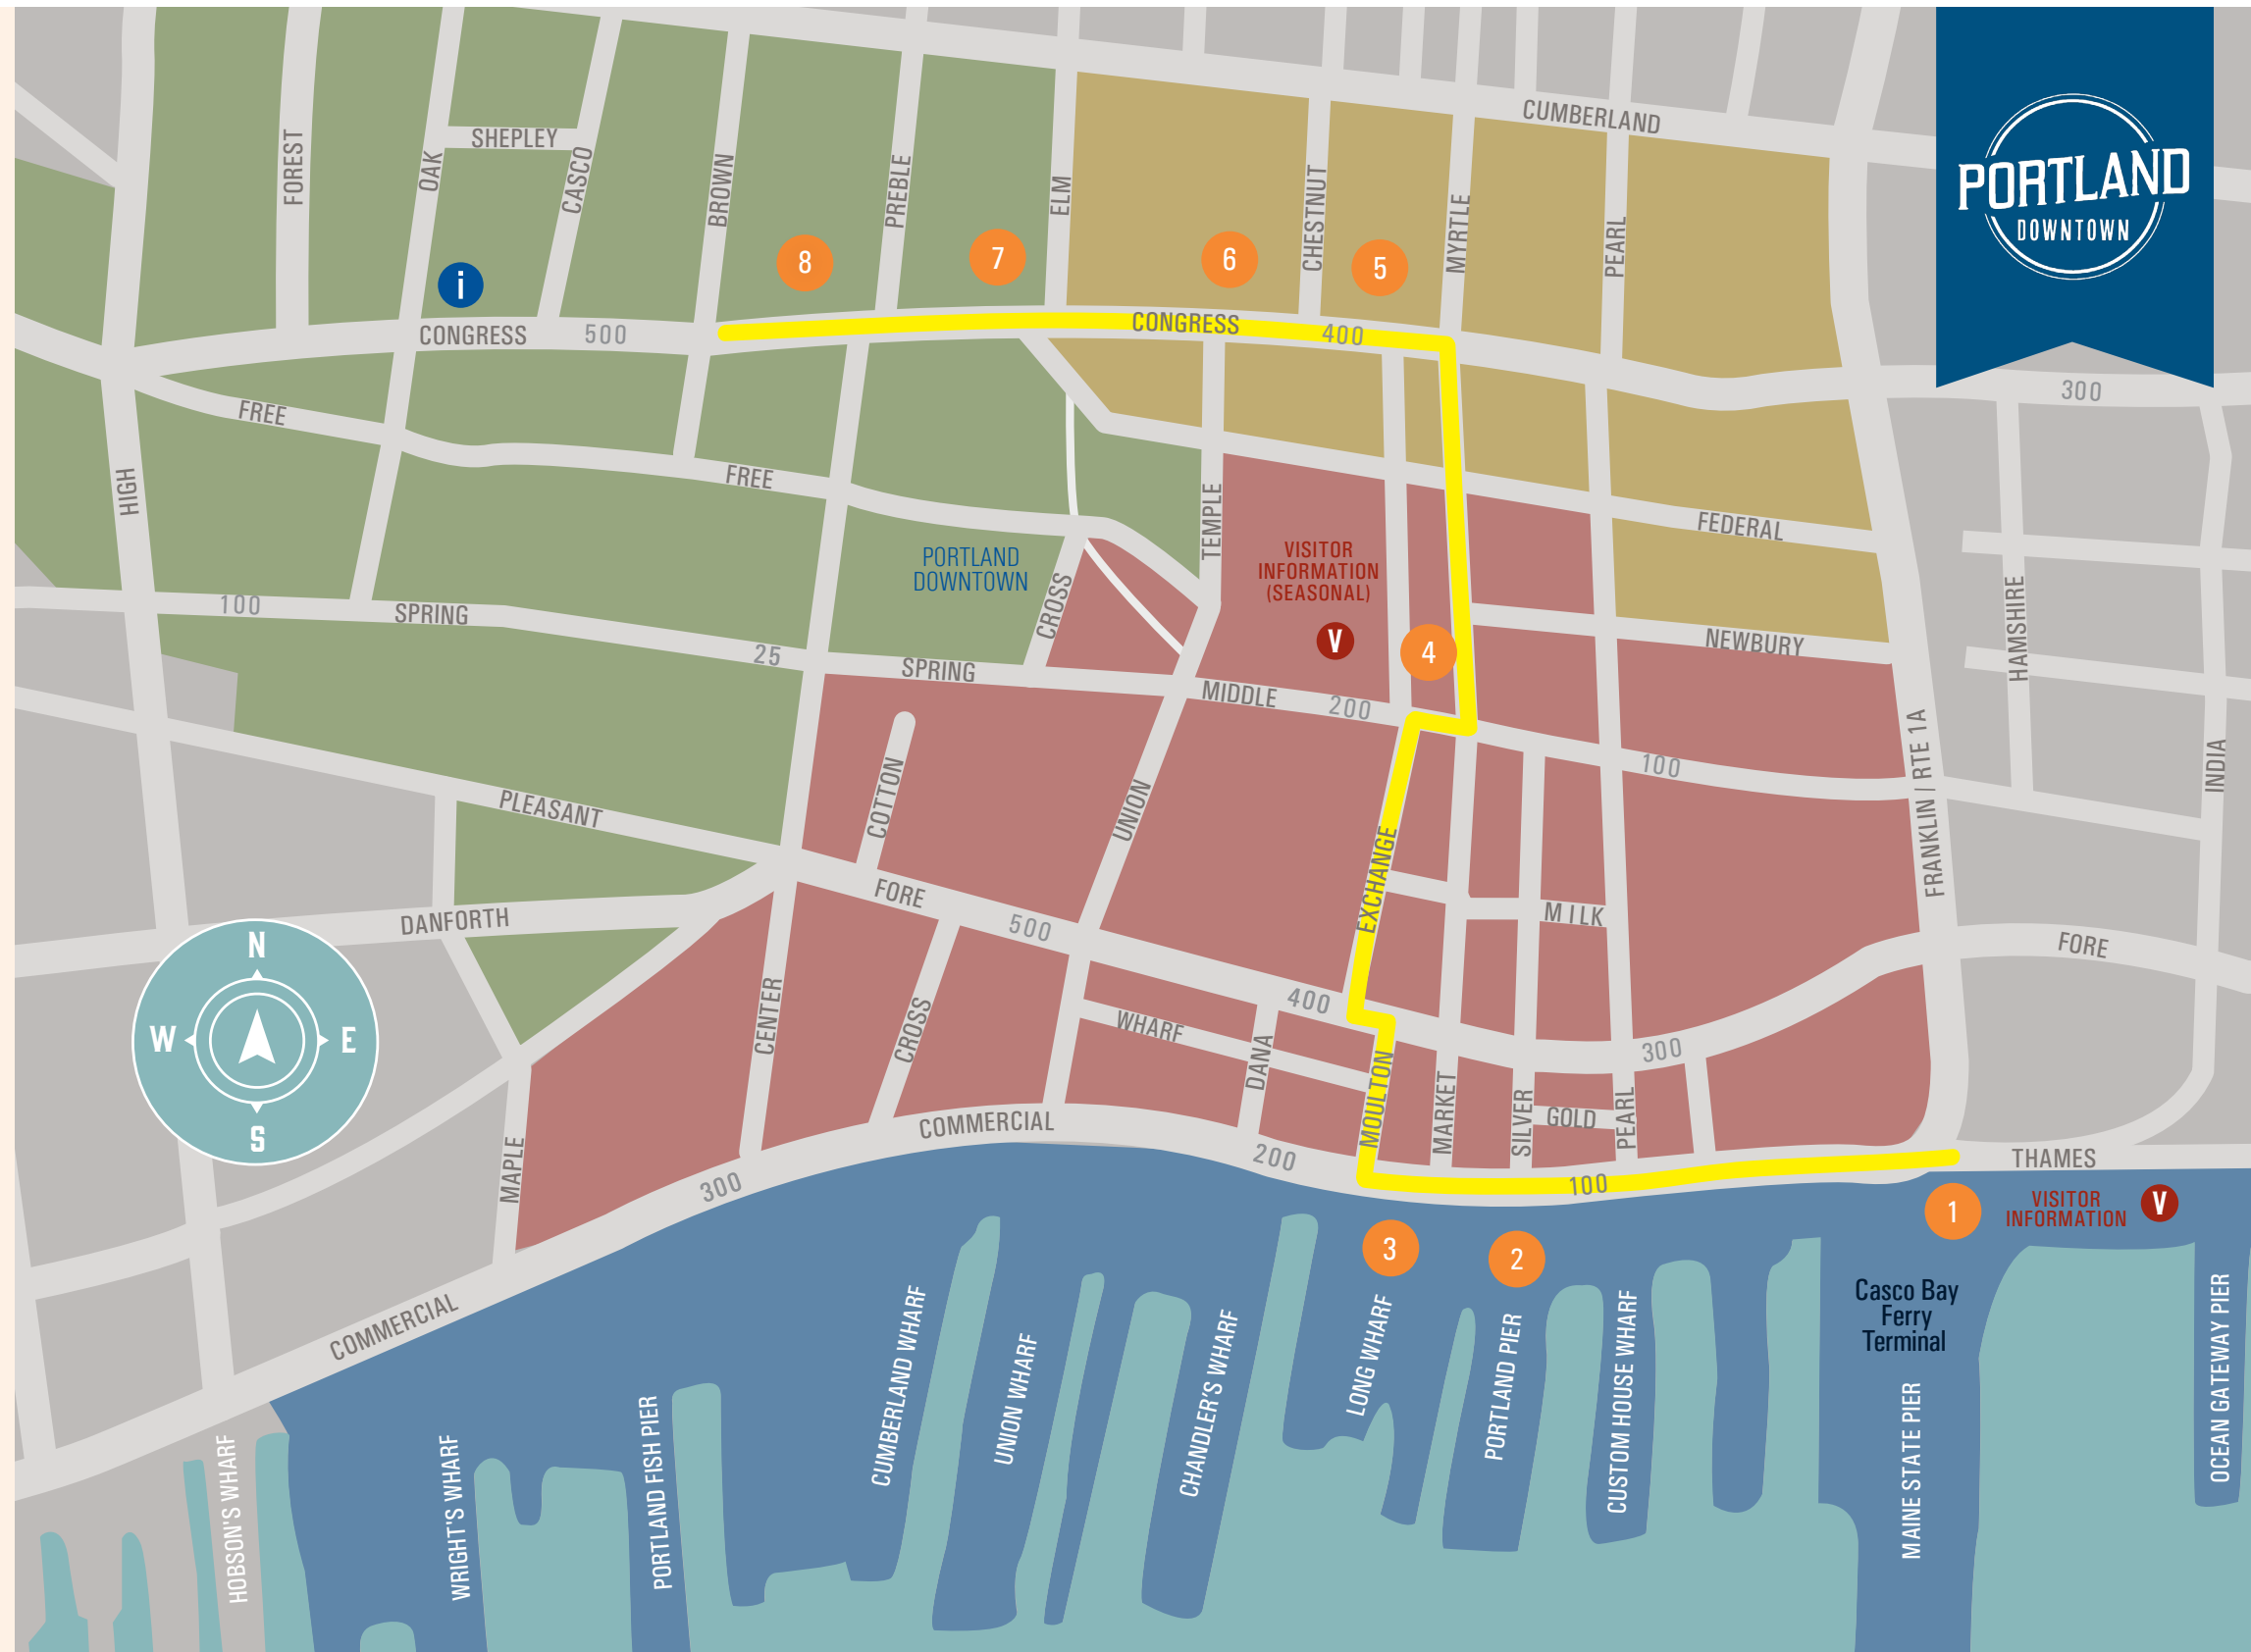 CUMBERLAND
PORTLAND
DOWNTOWN
FOREST
OAK
SHEPLEY
CASCO
BROWN
PREBLE
ELM
CHESTNUT
MYRTLE
PEARL
8
7
6
5
i
CONGRESS
500
CONGRESS
400
300
FREE
FREE
HIGH
TEMPLE
FEDERAL
PORTLAND
DOWNTOWN
VISITOR
INFORMATION
(SEASONAL)
V
4
CROSS
HAMSHIRE
100
SPRING
25
SPRING
NEWBURY
MIDDLE
200
100
FRANKLIN | RTE 1A
INDIA
PLEASANT
COTTON
UNION
EXCHANGE
MILK
DANFORTH
FORE
500
FORE
N
W
E
S
CENTER
CROSS
400
WHARF
DANA
MOULTON
MARKET
SILVER
GOLD
PEARL
300
COMMERCIAL
MAPLE
300
200
100
THAMES
1
VISITOR
INFORMATION
V
3
2
COMMERCIAL
Casco Bay
Ferry
Terminal
HOBSON'S WHARF
WRIGHT'S WHARF
PORTLAND FISH PIER
CUMBERLAND WHARF
UNION WHARF
CHANDLER'S WHARF
LONG WHARF
PORTLAND PIER
CUSTOM HOUSE WHARF
MAINE STATE PIER
OCEAN GATEWAY PIER